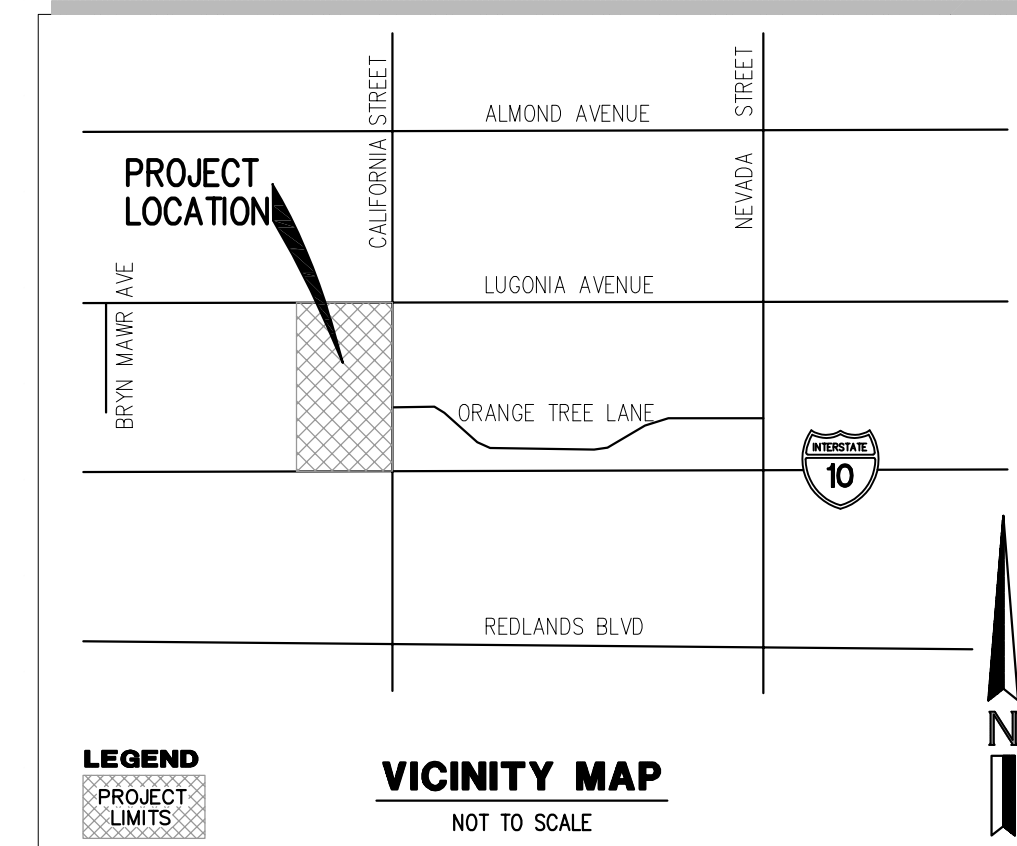 CALIFORNIA STREET
NEVADA STREET
ALMOND AVENUE
PROJECT
LOCATION
LUGONIA AVENUE
BRYN MAWR AVE
ORANGE TREE LANE
INTERSTATE
10
REDLANDS BLVD
N
LEGEND
PROJECT
LIMITS
VICINITY MAP
NOT TO SCALE